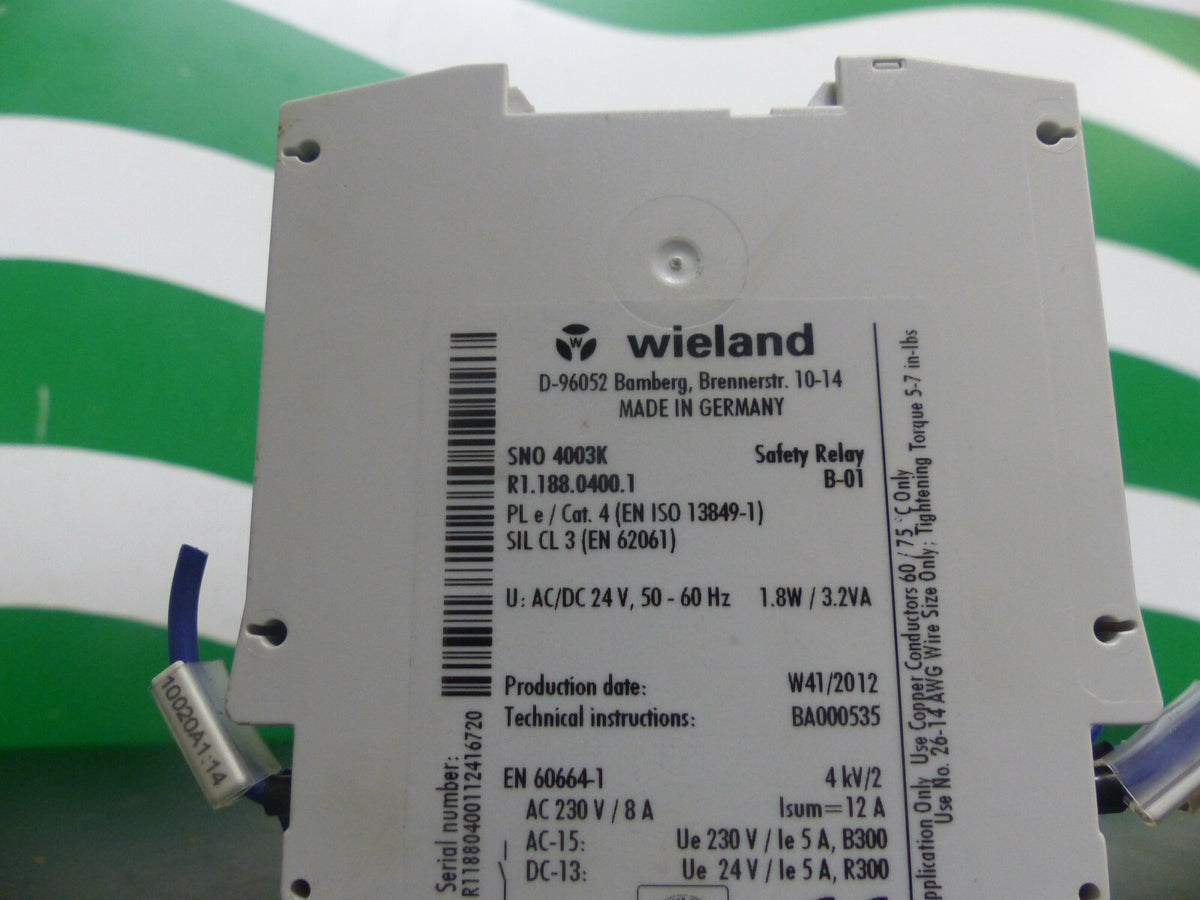 W wieland
D-96052 Bamberg, Brennerstr. 10-14
MADE IN GERMANY
SNO 4003K Safety Relay
R1.188.0400.1 B-01
PL e / Cat. 4 (EN ISO 13849-1)
SIL CL 3 (EN 62061)
U: AC/DC 24 V, 50 - 60 Hz 1.8W / 3.2VA
Production date: W41/2012
Technical instructions: BA000535
EN 60664-1 4 kV/2
AC 230 V / 8 A Isum=12 A
AC-15: Ue 230 V / Ie 5 A, B300
DC-13: Ue 24 V / Ie 5 A, R300
Serial number:
R11880400112416720
Application Only Use Copper Conductors 60 / 75 °C Only
Use No. 26-14 AWG Wire Size Only; Tightening Torque 5-7 in-lbs
10020A1:14